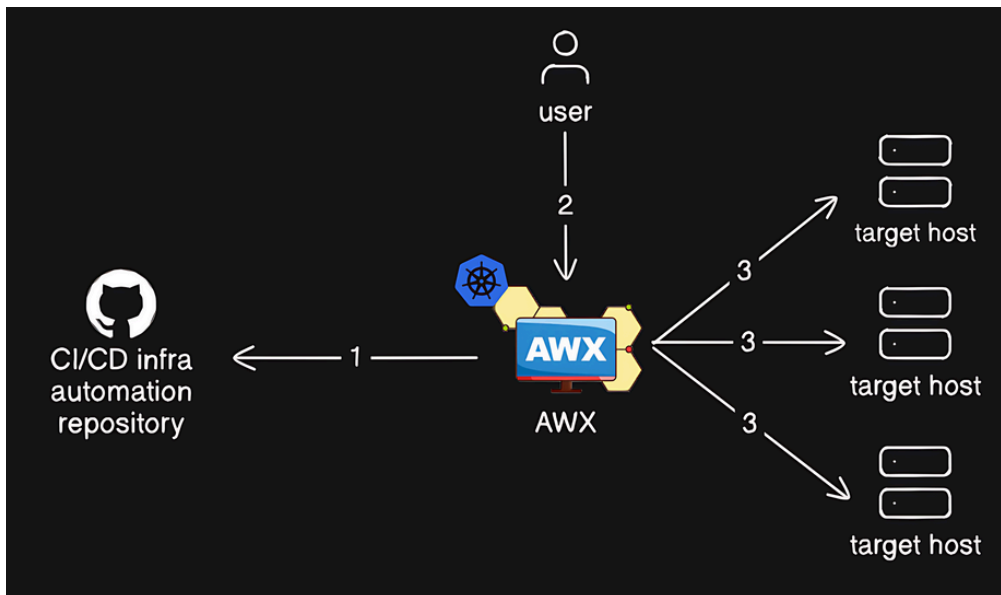 user
2
3
target host
CI/CD infra
automation
repository
1
AWX
AWX
3
target host
3
target host